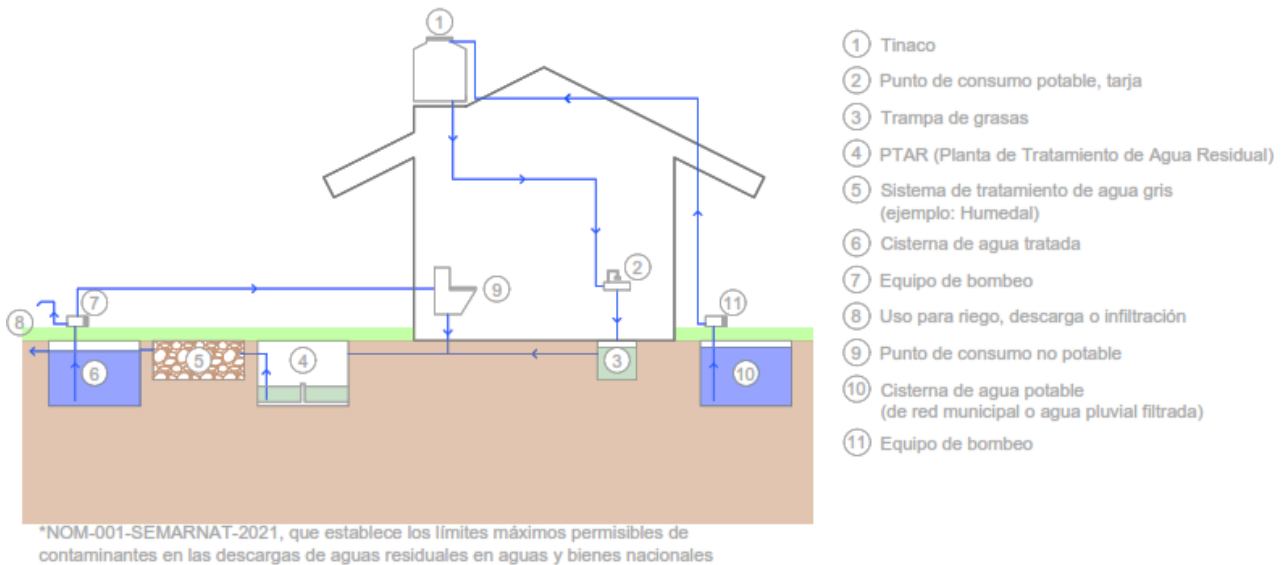 1
2
3
4
5
6
7
8
9
10
11
1 Tinaco
2 Punto de consumo potable, tarja
3 Trampa de grasas
4 PTAR (Planta de Tratamiento de Agua Residual)
5 Sistema de tratamiento de agua gris
(ejemplo: Humedal)
6 Cisterna de agua tratada
7 Equipo de bombeo
8 Uso para riego, descarga o infiltración
9 Punto de consumo no potable
10 Cisterna de agua potable
(de red municipal o agua pluvial filtrada)
11 Equipo de bombeo
*NOM-001-SEMARNAT-2021, que establece los límites máximos permisibles de
contaminantes en las descargas de aguas residuales en aguas y bienes nacionales